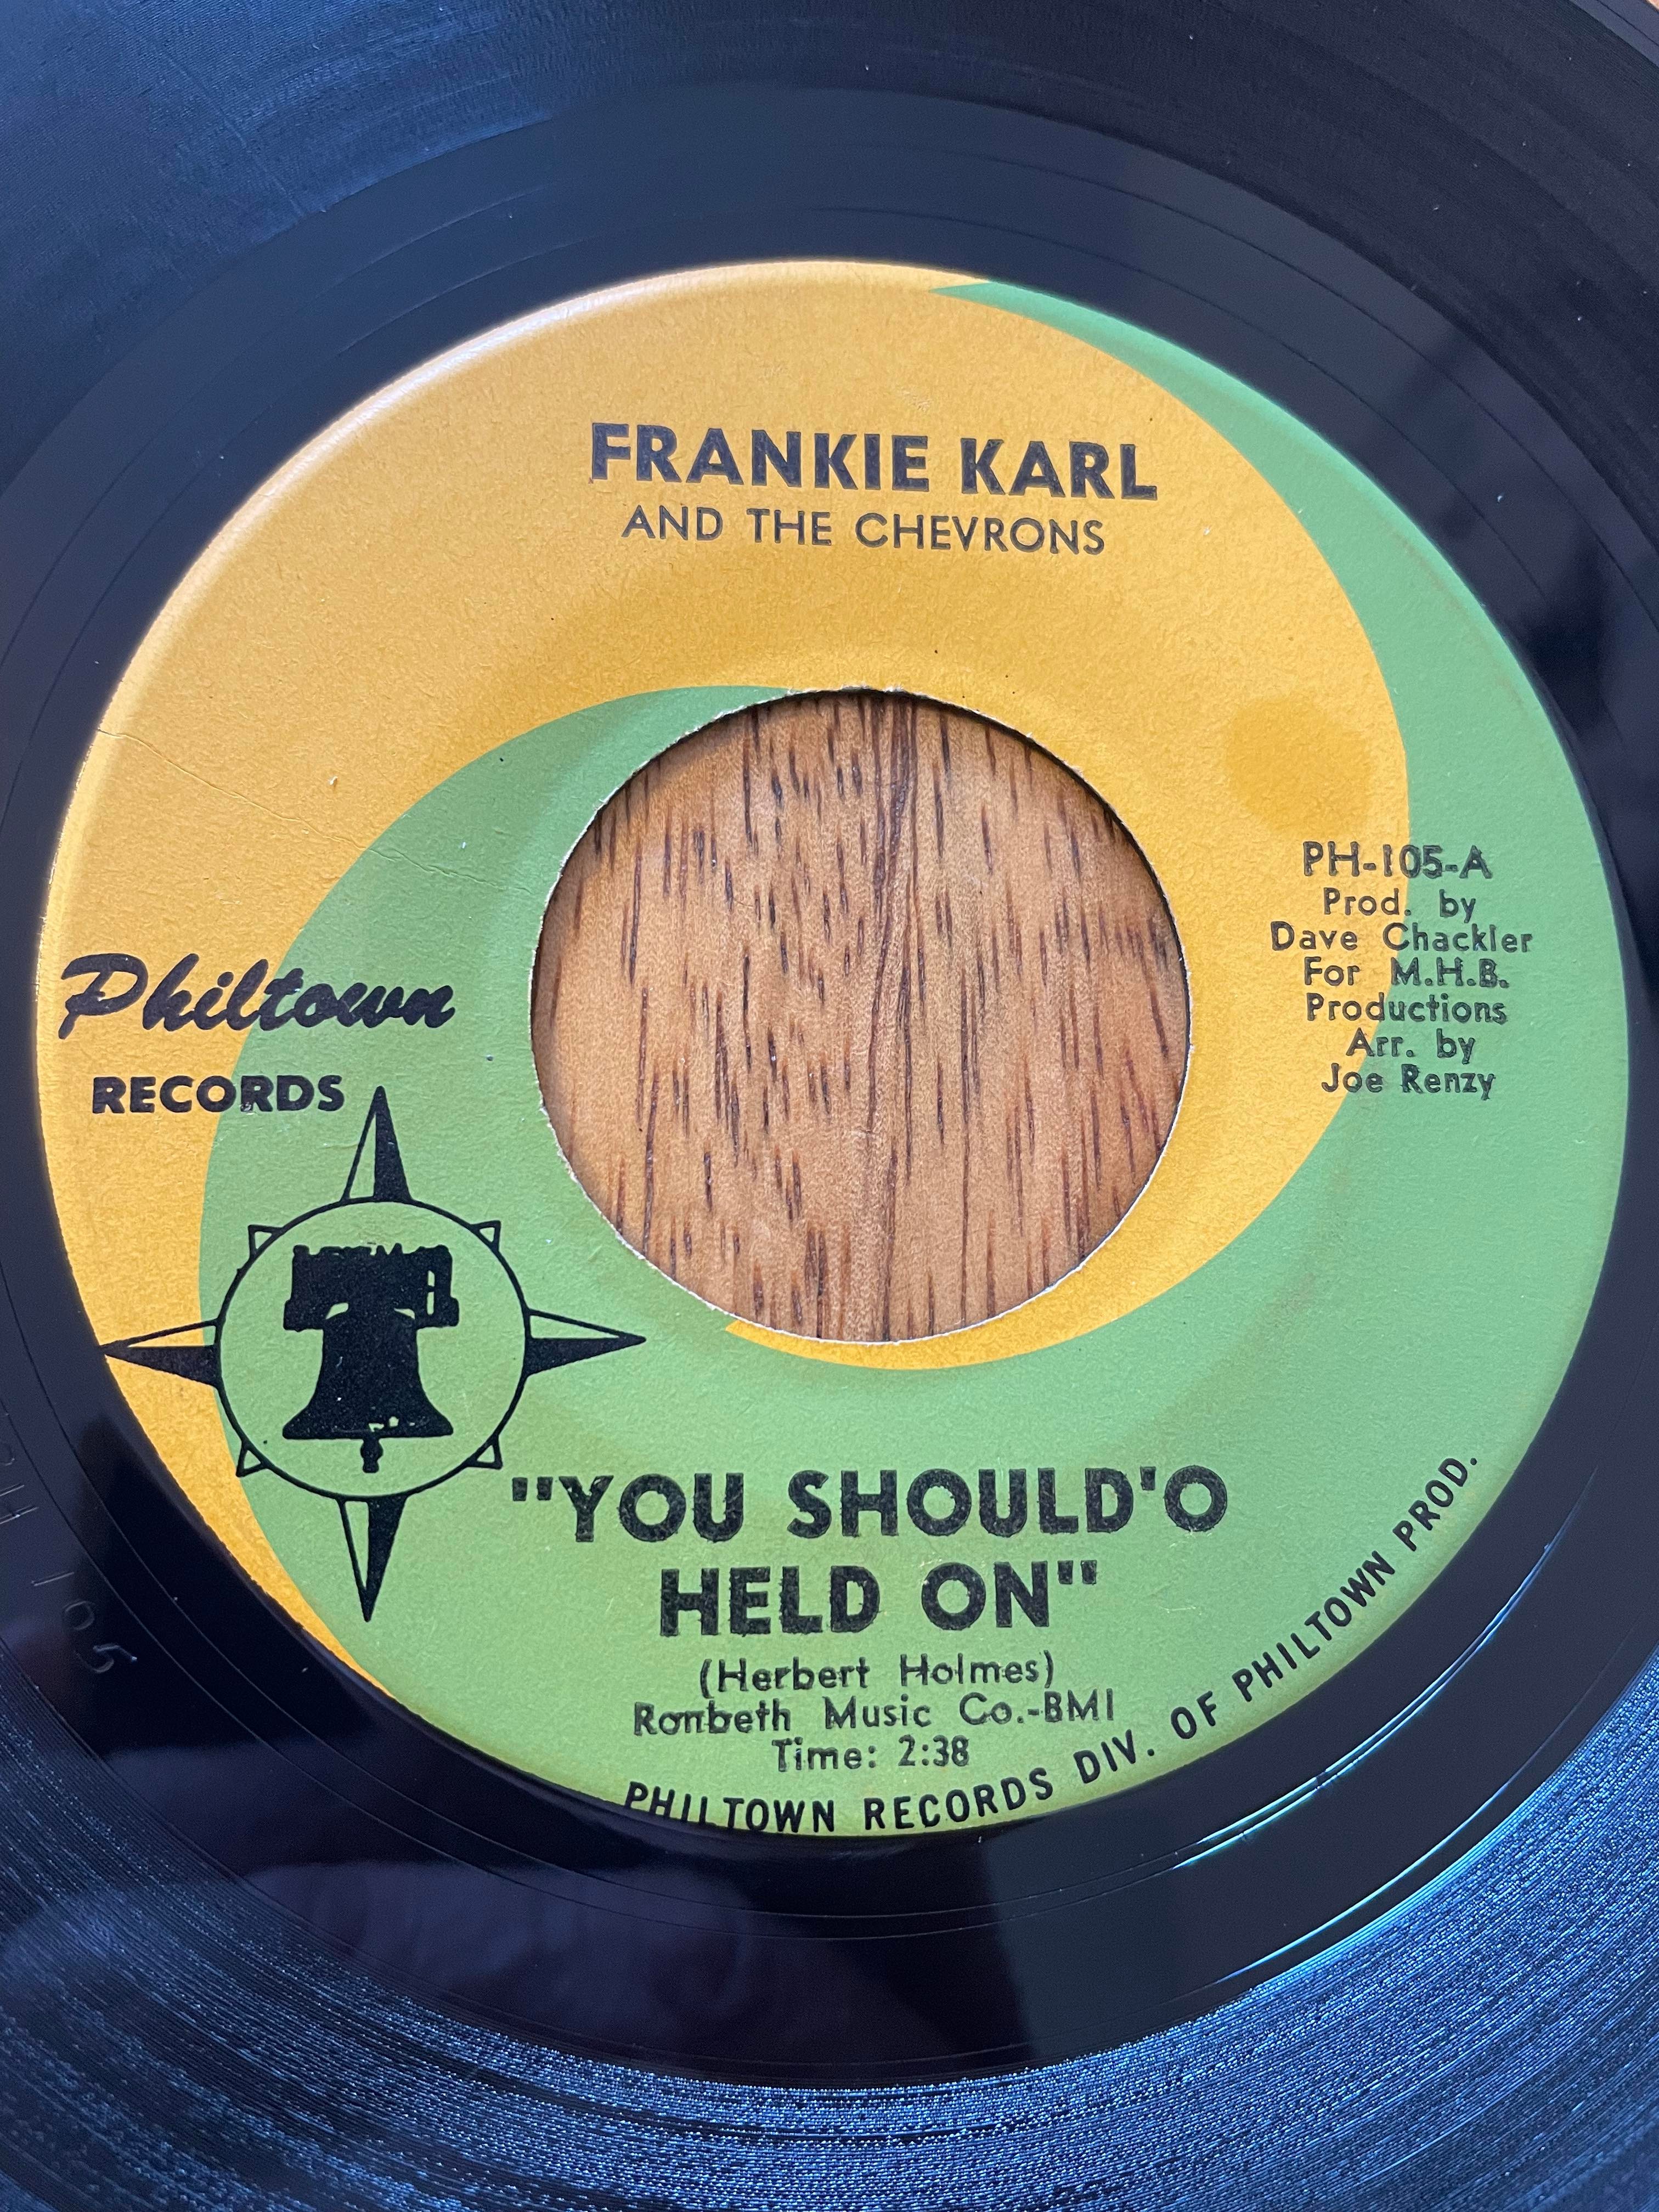 FRANKIE KARL
AND THE CHEVRONS
PH-105-A
Prod. by
Dave Chackler
For M.H.B.
Productions
Arr. by
Joe Renzy
Philtown
RECORDS
"YOU SHOULD'O
HELD ON"
(Herbert Holmes)
Ronbeth Music Co.-BMI
Time: 2:38
PHILTOWN RECORDS DIV. OF PHILTOWN PROD.
PH 105